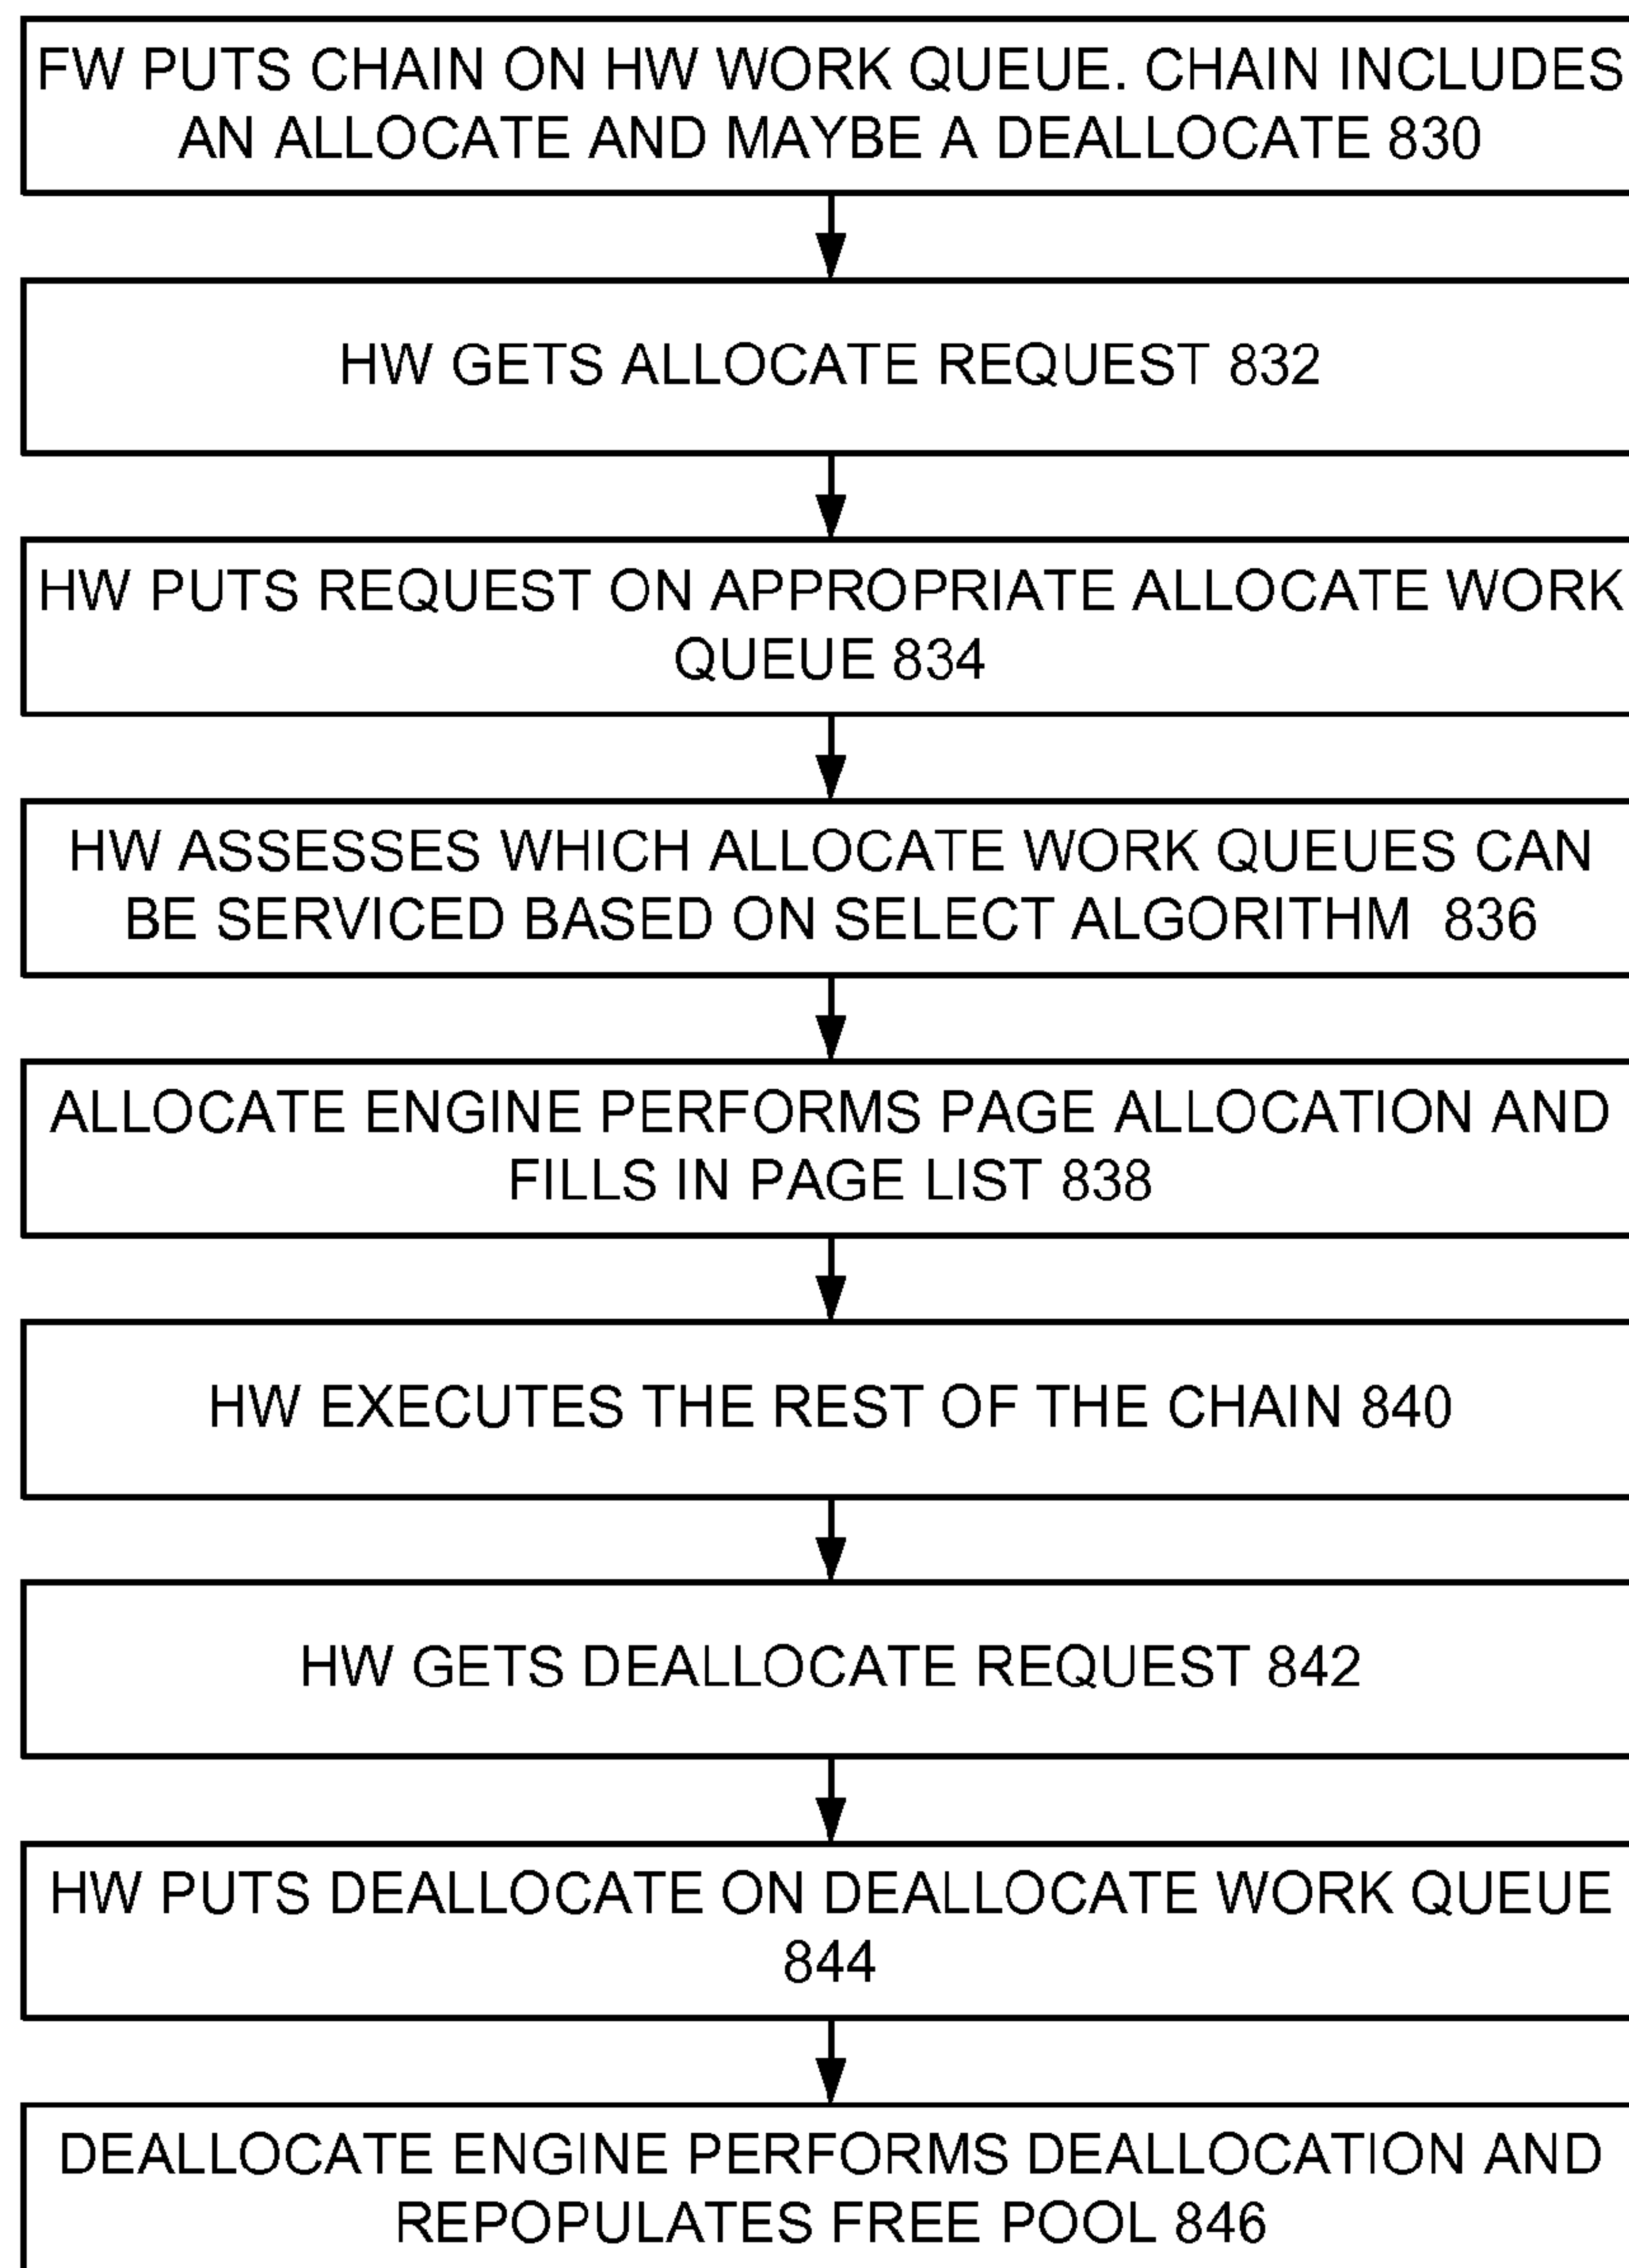 FW PUTS CHAIN ON HW WORK QUEUE. CHAIN INCLUDES
AN ALLOCATE AND MAYBE A DEALLOCATE 830
HW GETS ALLOCATE REQUEST 832
HW PUTS REQUEST ON APPROPRIATE ALLOCATE WORK
QUEUE 834
HW ASSESSES WHICH ALLOCATE WORK QUEUES CAN
BE SERVICED BASED ON SELECT ALGORITHM 836
ALLOCATE ENGINE PERFORMS PAGE ALLOCATION AND
FILLS IN PAGE LIST 838
HW EXECUTES THE REST OF THE CHAIN 840
HW GETS DEALLOCATE REQUEST 842
HW PUTS DEALLOCATE ON DEALLOCATE WORK QUEUE
844
DEALLOCATE ENGINE PERFORMS DEALLOCATION AND
REPOPULATES FREE POOL 846